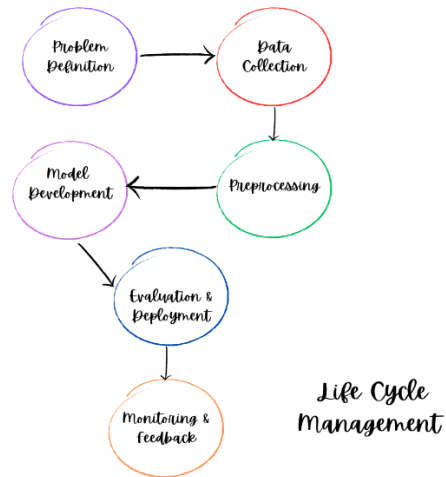 Problem
Definition
Data
Collection
Model
Development
Preprocessing
Evaluation &
Deployment
Monitoring &
Feedback
Life Cycle
Management